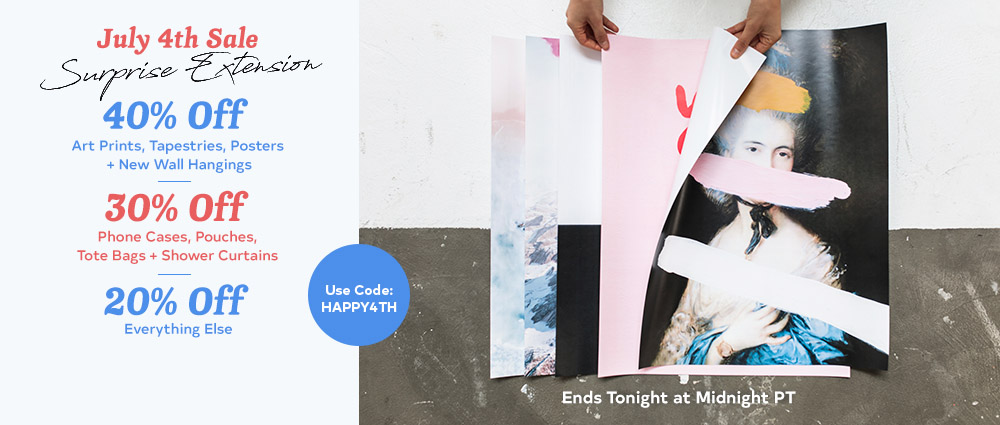 July 4th Sale
Surprise Extension
40% Off
Art Prints, Tapestries, Posters
+ New Wall Hangings
30% Off
Phone Cases, Pouches,
Tote Bags + Shower Curtains
20% Off
Everything Else
Use Code:
HAPPY4TH
Ends Tonight at Midnight PT